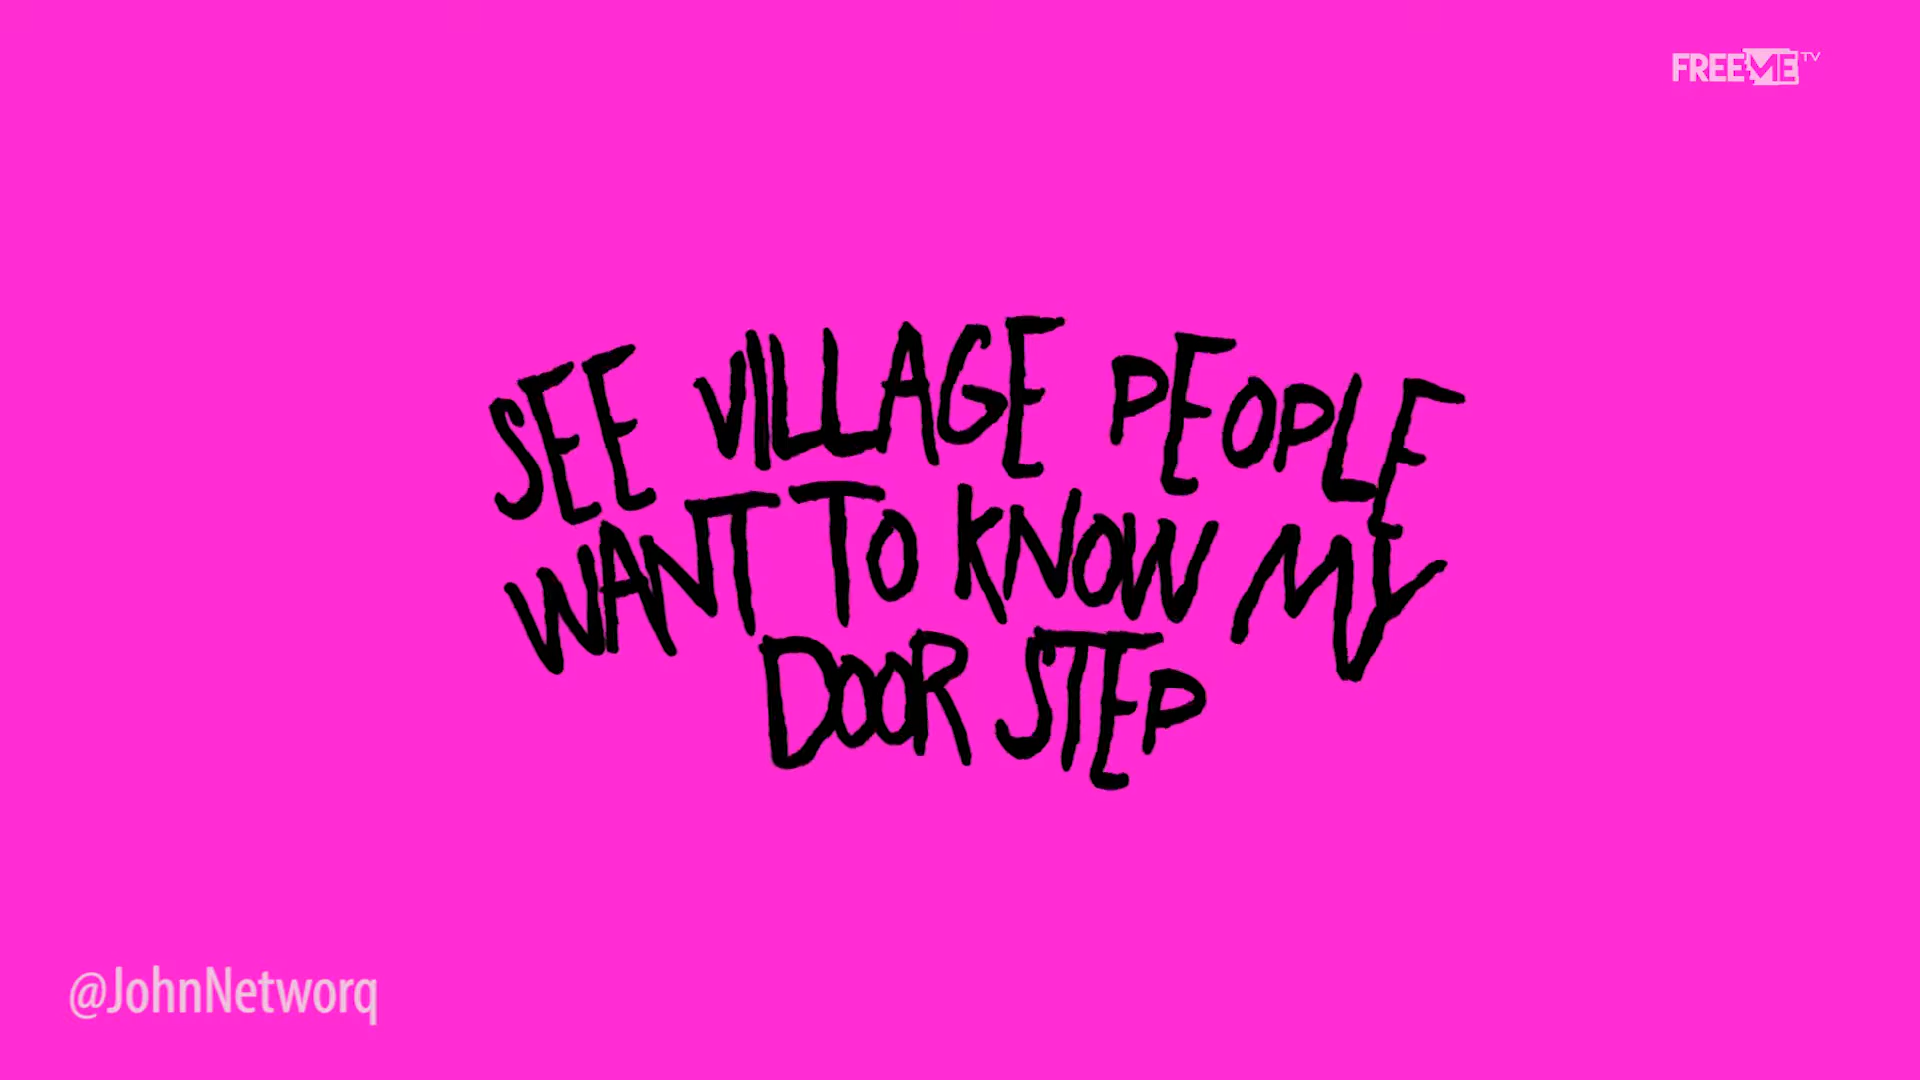 FREEME TV
SEE VILLAGE PEOPLE
WANT TO KNOW MY
DOOR STEP
@JohnNetworq